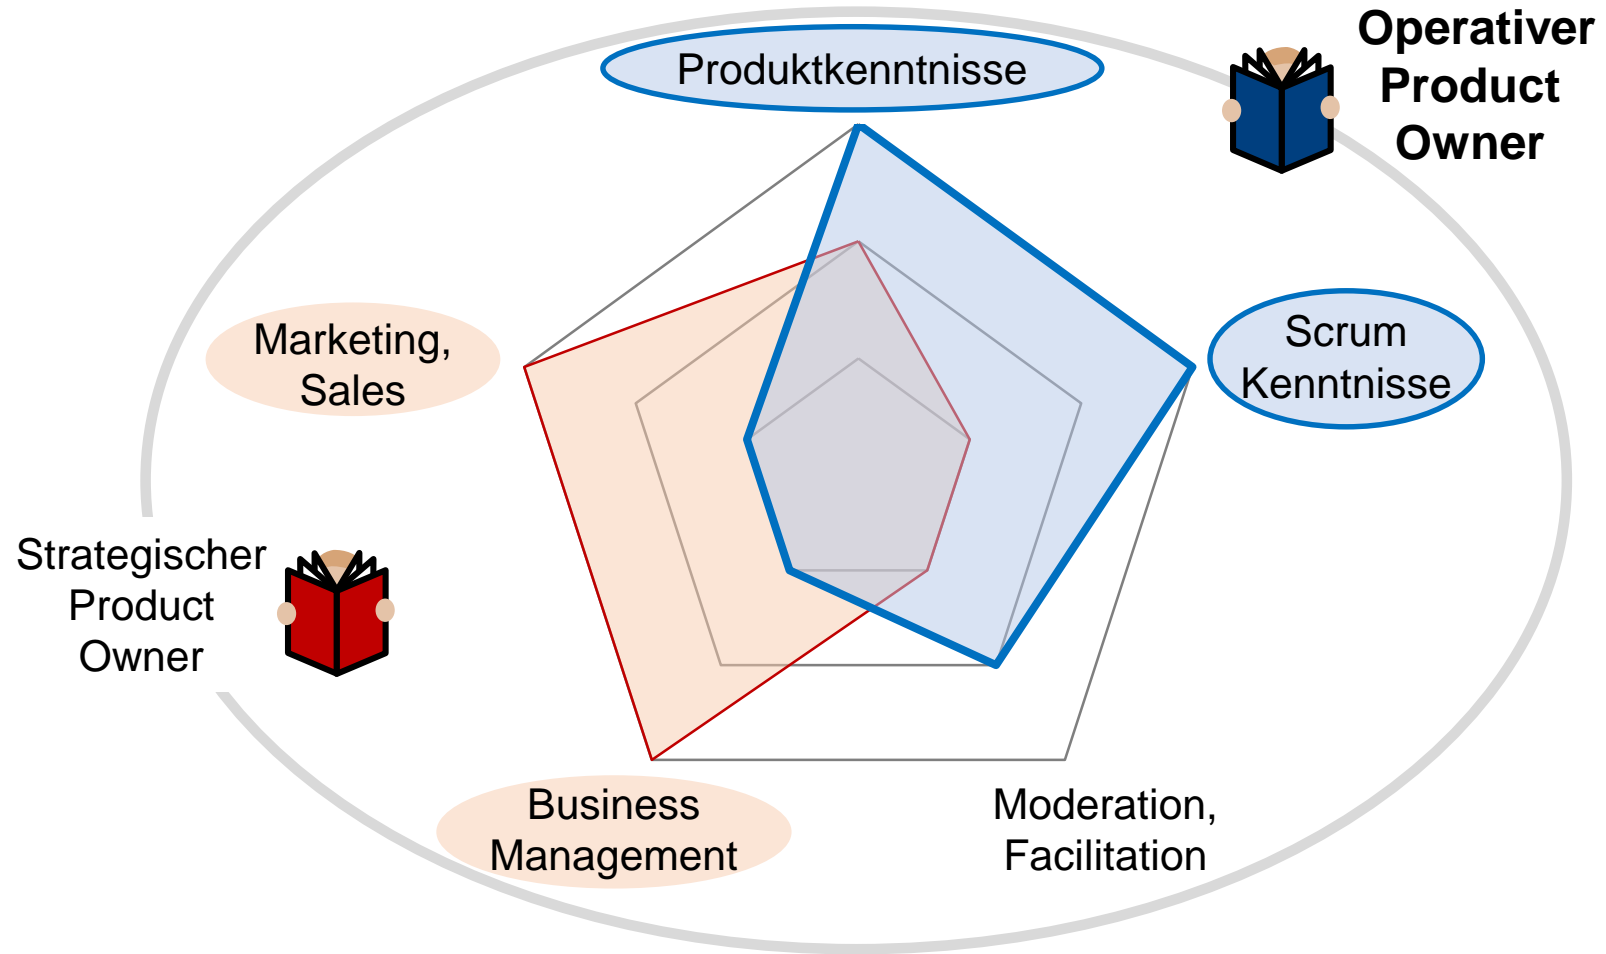 Operativer
Product
Owner
Produktkenntnisse
Marketing,
Sales
Scrum
Kenntnisse
Strategischer
Product
Owner
Business
Management
Moderation,
Facilitation